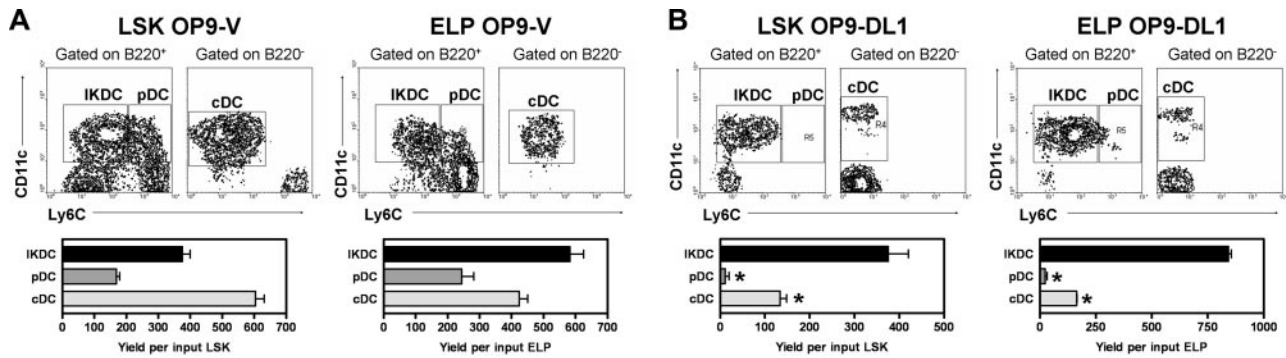 A
LSK OP9-V
Gated on B220⁺ Gated on B220⁻
IKDC pDC
cDC
CD11c
Ly6C
IKDC
pDC
cDC
0 100 200 300 400 500 600 700
Yield per input LSK
ELP OP9-V
Gated on B220⁺ Gated on B220⁻
IKDC pDC
cDC
CD11c
Ly6C
IKDC
pDC
cDC
0 100 200 300 400 500 600 700
Yield per input ELP
B
LSK OP9-DL1
Gated on B220⁺ Gated on B220⁻
IKDC pDC
cDC
R5
R4
CD11c
Ly6C
IKDC
pDC *
cDC *
0 100 200 300 400 500
Yield per input LSK
ELP OP9-DL1
Gated on B220⁺ Gated on B220⁻
IKDC pDC
cDC
R5
R4
CD11c
Ly6C
IKDC
pDC *
cDC *
0 250 500 750 1000
Yield per input ELP